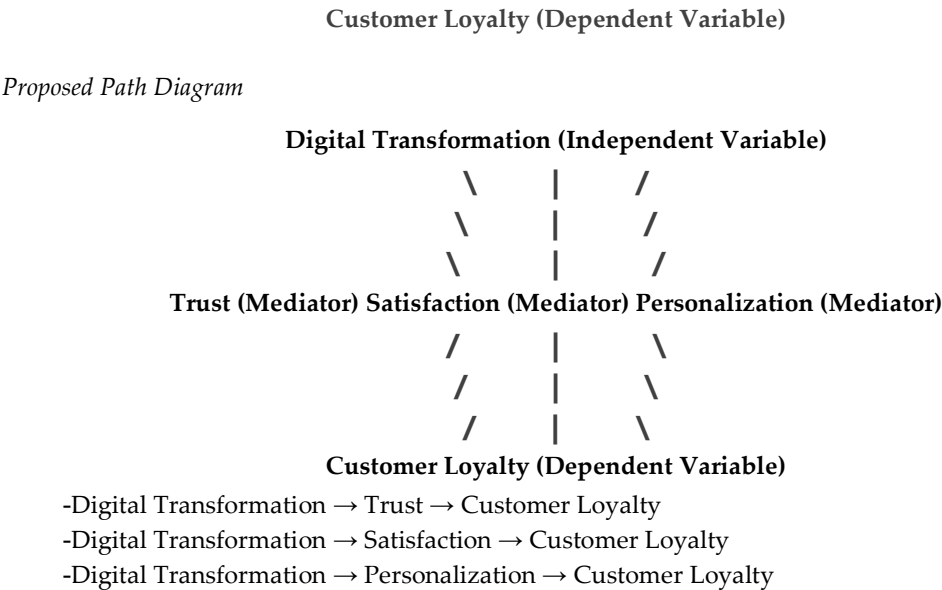 Customer Loyalty (Dependent Variable)
Proposed Path Diagram
Digital Transformation (Independent Variable)
\ | /
\ | /
\ | /
Trust (Mediator) Satisfaction (Mediator) Personalization (Mediator)
/ | \
/ | \
/ | \
Customer Loyalty (Dependent Variable)
-Digital Transformation → Trust → Customer Loyalty
-Digital Transformation → Satisfaction → Customer Loyalty
-Digital Transformation → Personalization → Customer Loyalty